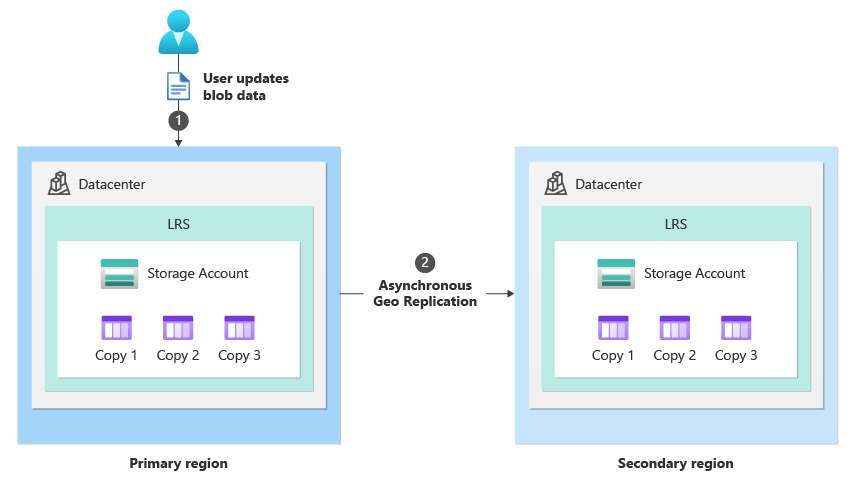 User updates
blob data
1
Datacenter
LRS
Storage Account
Copy 1
Copy 2
Copy 3
Primary region
2
Asynchronous
Geo Replication
Datacenter
LRS
Storage Account
Copy 1
Copy 2
Copy 3
Secondary region